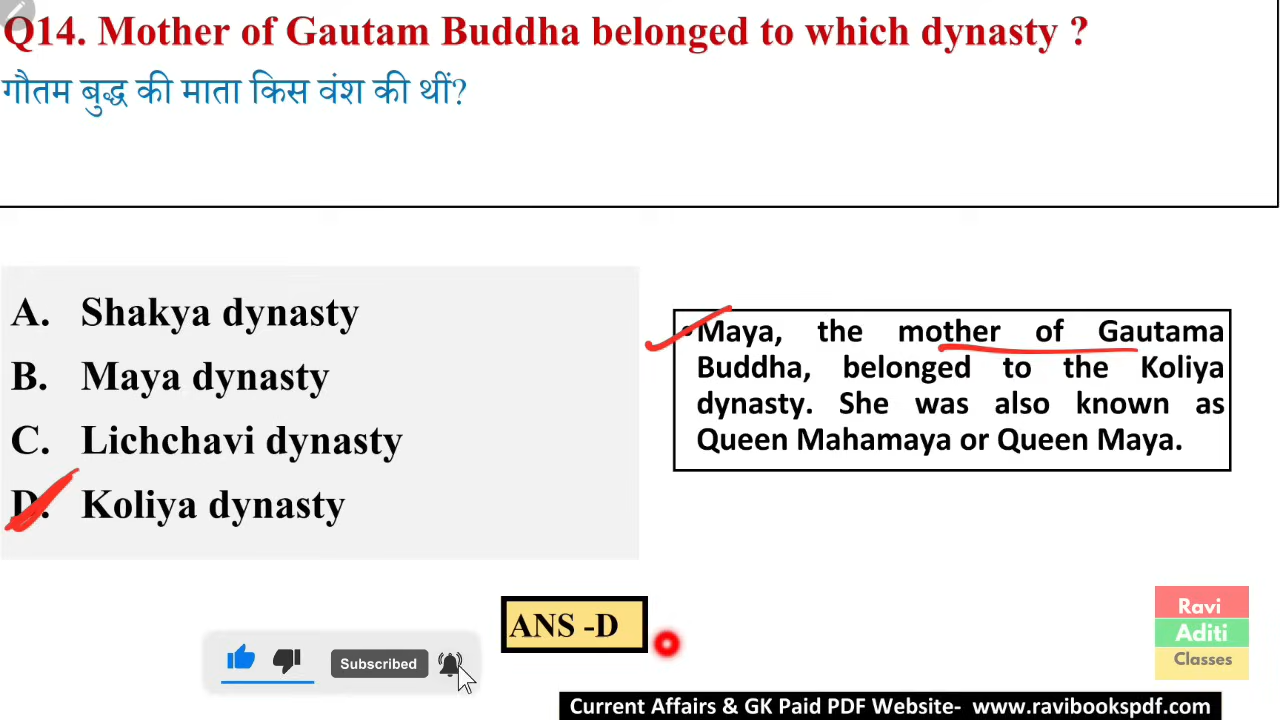 Q14. Mother of Gautam Buddha belonged to which dynasty ?
गौतम बुद्ध की माता किस वंश की थीं?
A. Shakya dynasty
B. Maya dynasty
C. Lichchavi dynasty
D. Koliya dynasty
• Maya, the mother of Gautama
Buddha, belonged to the Koliya
dynasty. She was also known as
Queen Mahamaya or Queen Maya.
ANS -D
Subscribed
Ravi
Aditi
Classes
Current Affairs & GK Paid PDF Website- www.ravibookspdf.com